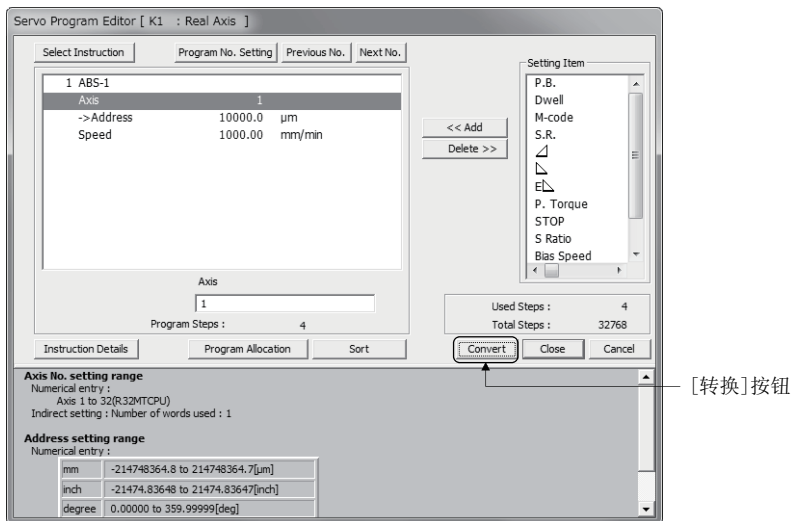 Servo Program Editor [ K1 : Real Axis ]
Select Instruction
Program No. Setting
Previous No.
Next No.
1 ABS-1
Axis 1
->Address 10000.0 µm
Speed 1000.00 mm/min
<< Add
Delete >>
Setting Item
P.B.
Dwell
M-code
S.R.
E
P. Torque
STOP
S Ratio
Bias Speed
Axis
1
Program Steps : 4
Used Steps : 4
Total Steps : 32768
Instruction Details
Program Allocation
Sort
Convert
Close
Cancel
[转换]按钮
Axis No. setting range
Numerical entry :
Axis 1 to 32(R32MTCPU)
Indirect setting : Number of words used : 1
Address setting range
Numerical entry :
mm -214748364.8 to 214748364.7[µm]
inch -21474.83648 to 21474.83647[inch]
degree 0.00000 to 359.99999[deg]